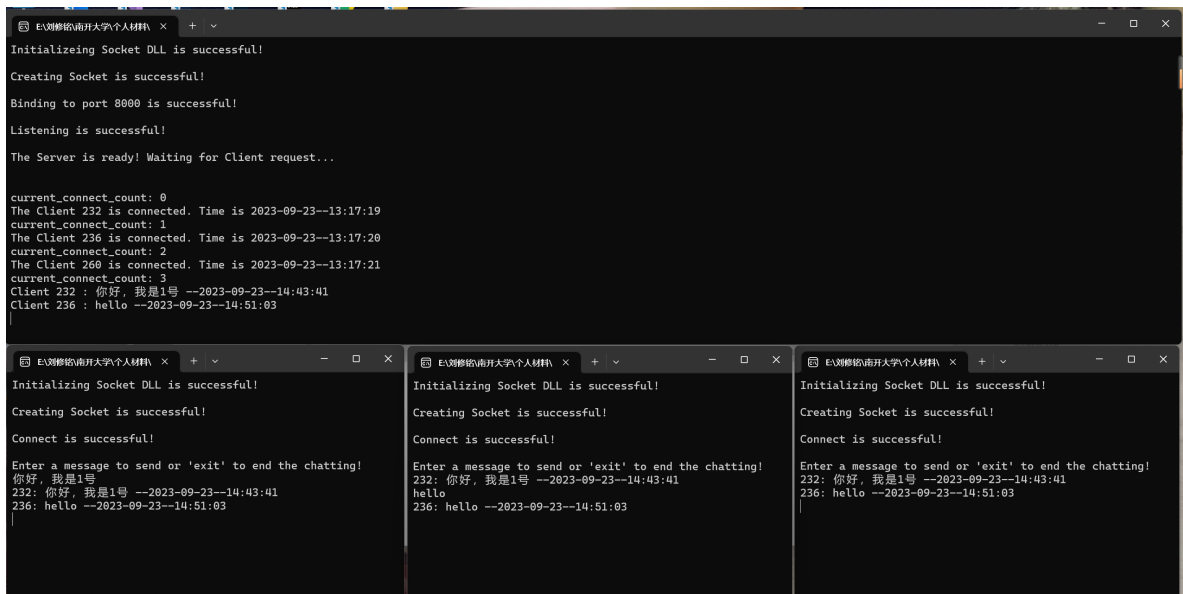 E:\刘修铭\南开大学\个人材料\
Initializeing Socket DLL is successful!
Creating Socket is successful!
Binding to port 8000 is successful!
Listening is successful!
The Server is ready! Waiting for Client request...
current_connect_count: 0
The Client 232 is connected. Time is 2023-09-23--13:17:19
current_connect_count: 1
The Client 236 is connected. Time is 2023-09-23--13:17:20
current_connect_count: 2
The Client 260 is connected. Time is 2023-09-23--13:17:21
current_connect_count: 3
Client 232 : 你好, 我是1号 --2023-09-23--14:43:41
Client 236 : hello --2023-09-23--14:51:03
E:\刘修铭\南开大学\个人材料\
Initializing Socket DLL is successful!
Creating Socket is successful!
Connect is successful!
Enter a message to send or 'exit' to end the chatting!
你好, 我是1号
232: 你好, 我是1号 --2023-09-23--14:43:41
236: hello --2023-09-23--14:51:03
E:\刘修铭\南开大学\个人材料\
Initializing Socket DLL is successful!
Creating Socket is successful!
Connect is successful!
Enter a message to send or 'exit' to end the chatting!
232: 你好, 我是1号 --2023-09-23--14:43:41
hello
236: hello --2023-09-23--14:51:03
E:\刘修铭\南开大学\个人材料\
Initializing Socket DLL is successful!
Creating Socket is successful!
Connect is successful!
Enter a message to send or 'exit' to end the chatting!
232: 你好, 我是1号 --2023-09-23--14:43:41
236: hello --2023-09-23--14:51:03